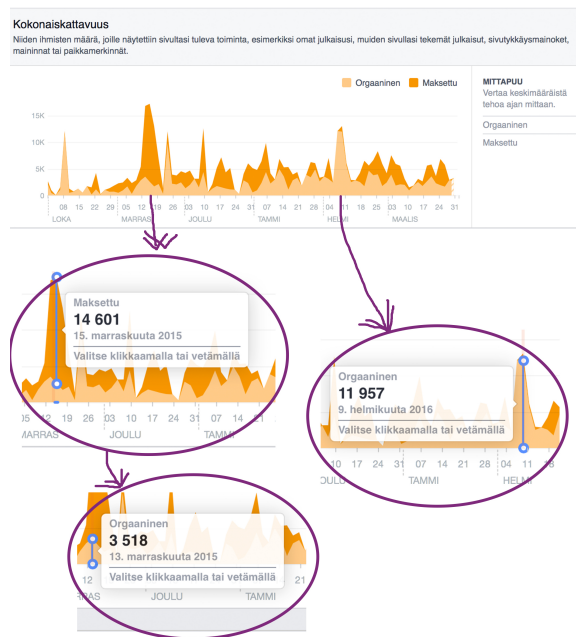 Kokonaiskattavuus
Niiden ihmisten määrä, joille näytettiin sivultasi tuleva toiminta, esimerkiksi omat julkaisusi, muiden sivullasi tekemät julkaisut, sivutykkäysmainoket,
maininnat tai paikkamerkinnät.
Orgaaninen Maksettu
MITTAPUU
Vertaa keskimääräistä
tehoa ajan mittaan.
Orgaaninen
Maksettu
15K
10K
5K
0
08 15 22 29 05 12 19 26 03 10 17 24 31 07 14 21 28 04 11 18 25 03 10 17 24 31
LOKA MARRAS JOULU TAMMI HELMI MAALIS
Maksettu
14 601
15. marraskuuta 2015
Valitse klikkaamalla tai vetämällä
12 19 26 03 10 17 24 31 07 14 21
MARRAS JOULU TAMMI
Orgaaninen
11 957
9. helmikuuta 2016
Valitse klikkaamalla tai vetämällä
10 17 24 31 07 14 21 28 04 11 18
JOULU TAMMI HELMI
Orgaaninen
3 518
13. marraskuuta 2015
Valitse klikkaamalla tai vetämällä
12 21
JOULU TAMMI